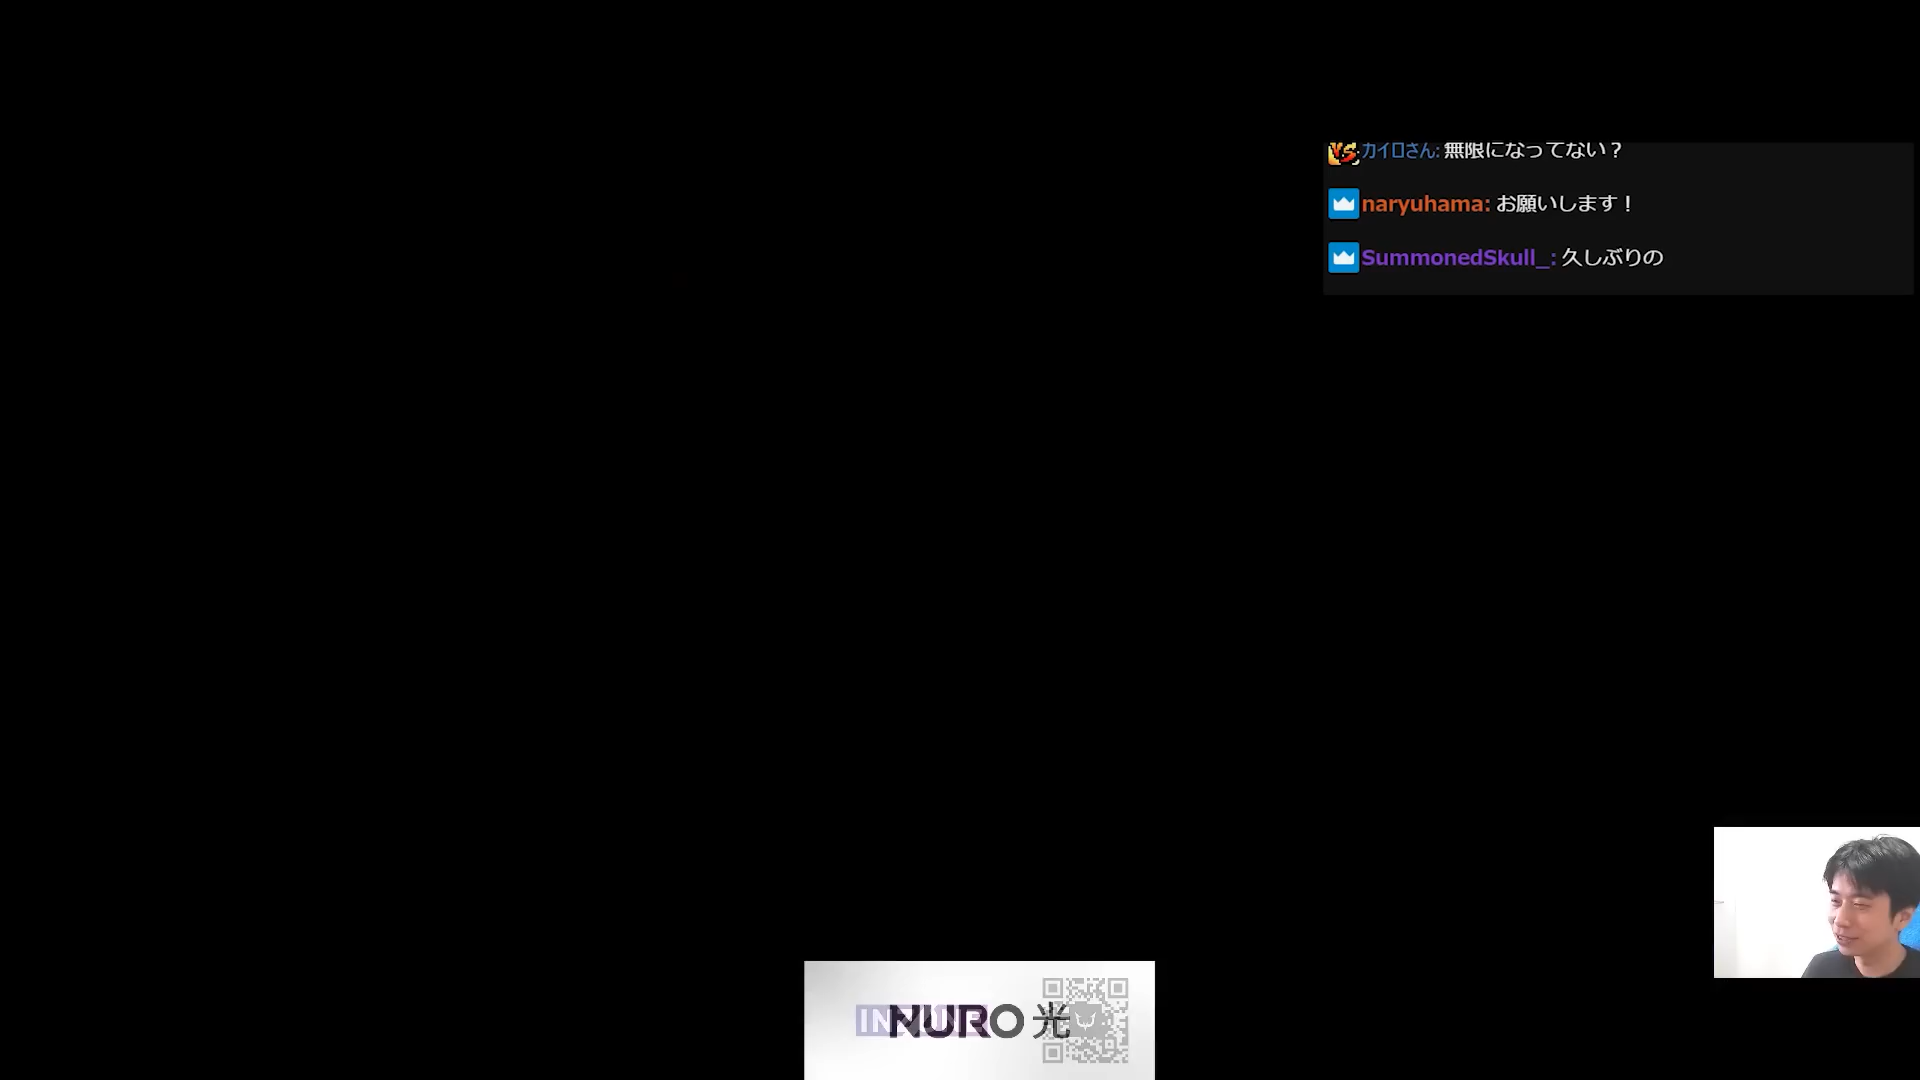 カイロさん: 無限になってない？
naryuhama: お願いします！
SummonedSkull_: 久しぶりの
NURO 光